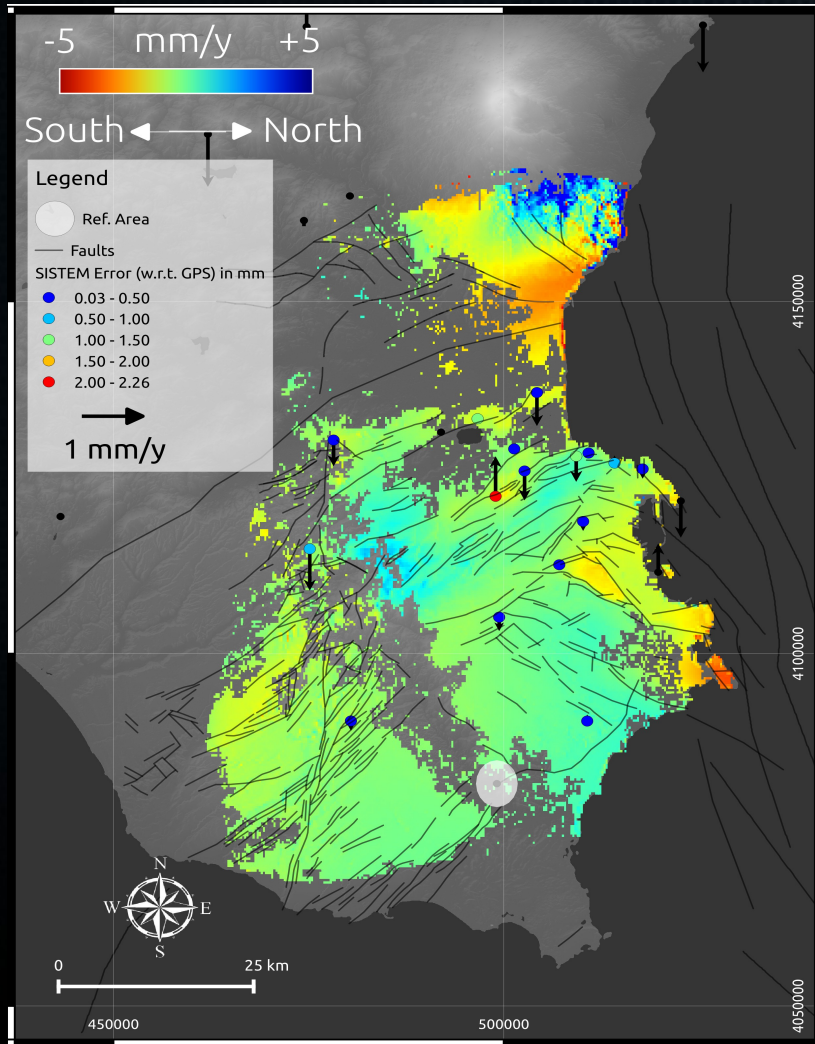 -5 mm/y +5
South North
Legend
Ref. Area
Faults
SISTEM Error (w.r.t. GPS) in mm
0.03 - 0.50
0.50 - 1.00
1.00 - 1.50
1.50 - 2.00
2.00 - 2.26
1 mm/y
4150000
4100000
N
W E
S
0 25 km
450000 500000
4050000